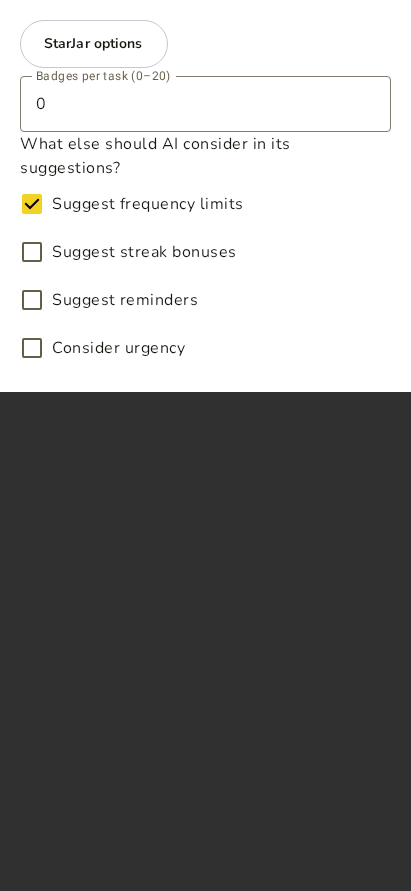 StarJar options
Badges per task (0–20)
0
What else should AI consider in its
suggestions?
Suggest frequency limits
Suggest streak bonuses
Suggest reminders
Consider urgency